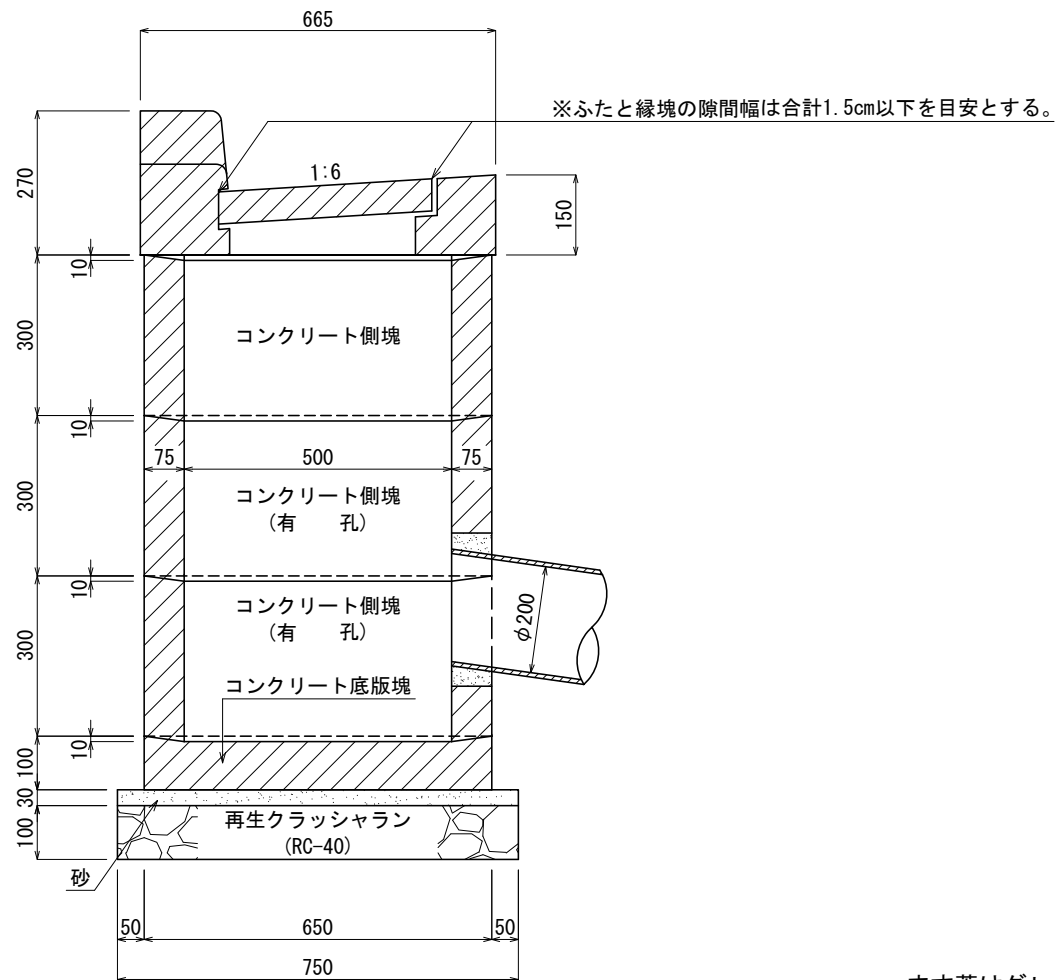 665
※ふたと縁塊の隙間幅は合計1.5cm以下を目安とする。
270
1:6
150
10
300
コンクリート側塊
10
75
500
75
300
コンクリート側塊
(有 孔)
10
コンクリート側塊
(有 孔)
φ200
300
コンクリート底版塊
10
100
30
再生クラッシャラン
(RC-40)
100
砂
50
650
50
750